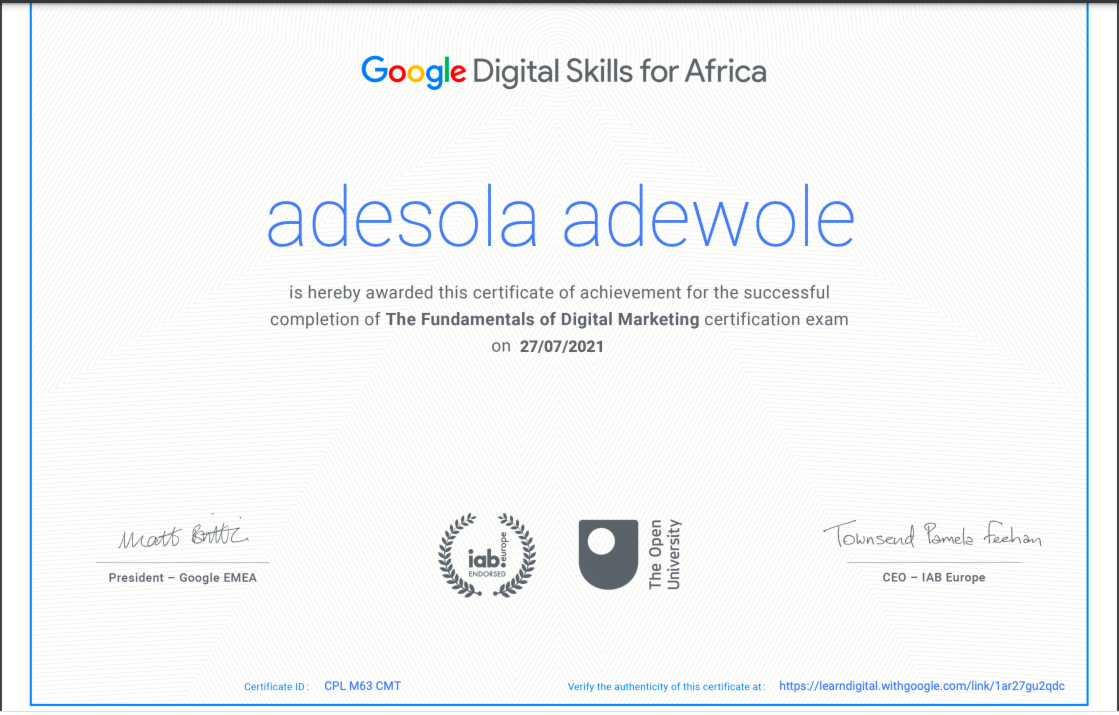 Google Digital Skills for Africa
adesola adewole
is hereby awarded this certificate of achievement for the successful
completion of The Fundamentals of Digital Marketing certification exam
on 27/07/2021
Matt Brittin
President – Google EMEA
iab europe
ENDORSED
The Open
University
Townsend Pamela Feehan
CEO – IAB Europe
Certificate ID : CPL M63 CMT
Verify the authenticity of this certificate at : https://learndigital.withgoogle.com/link/1ar27gu2qdc